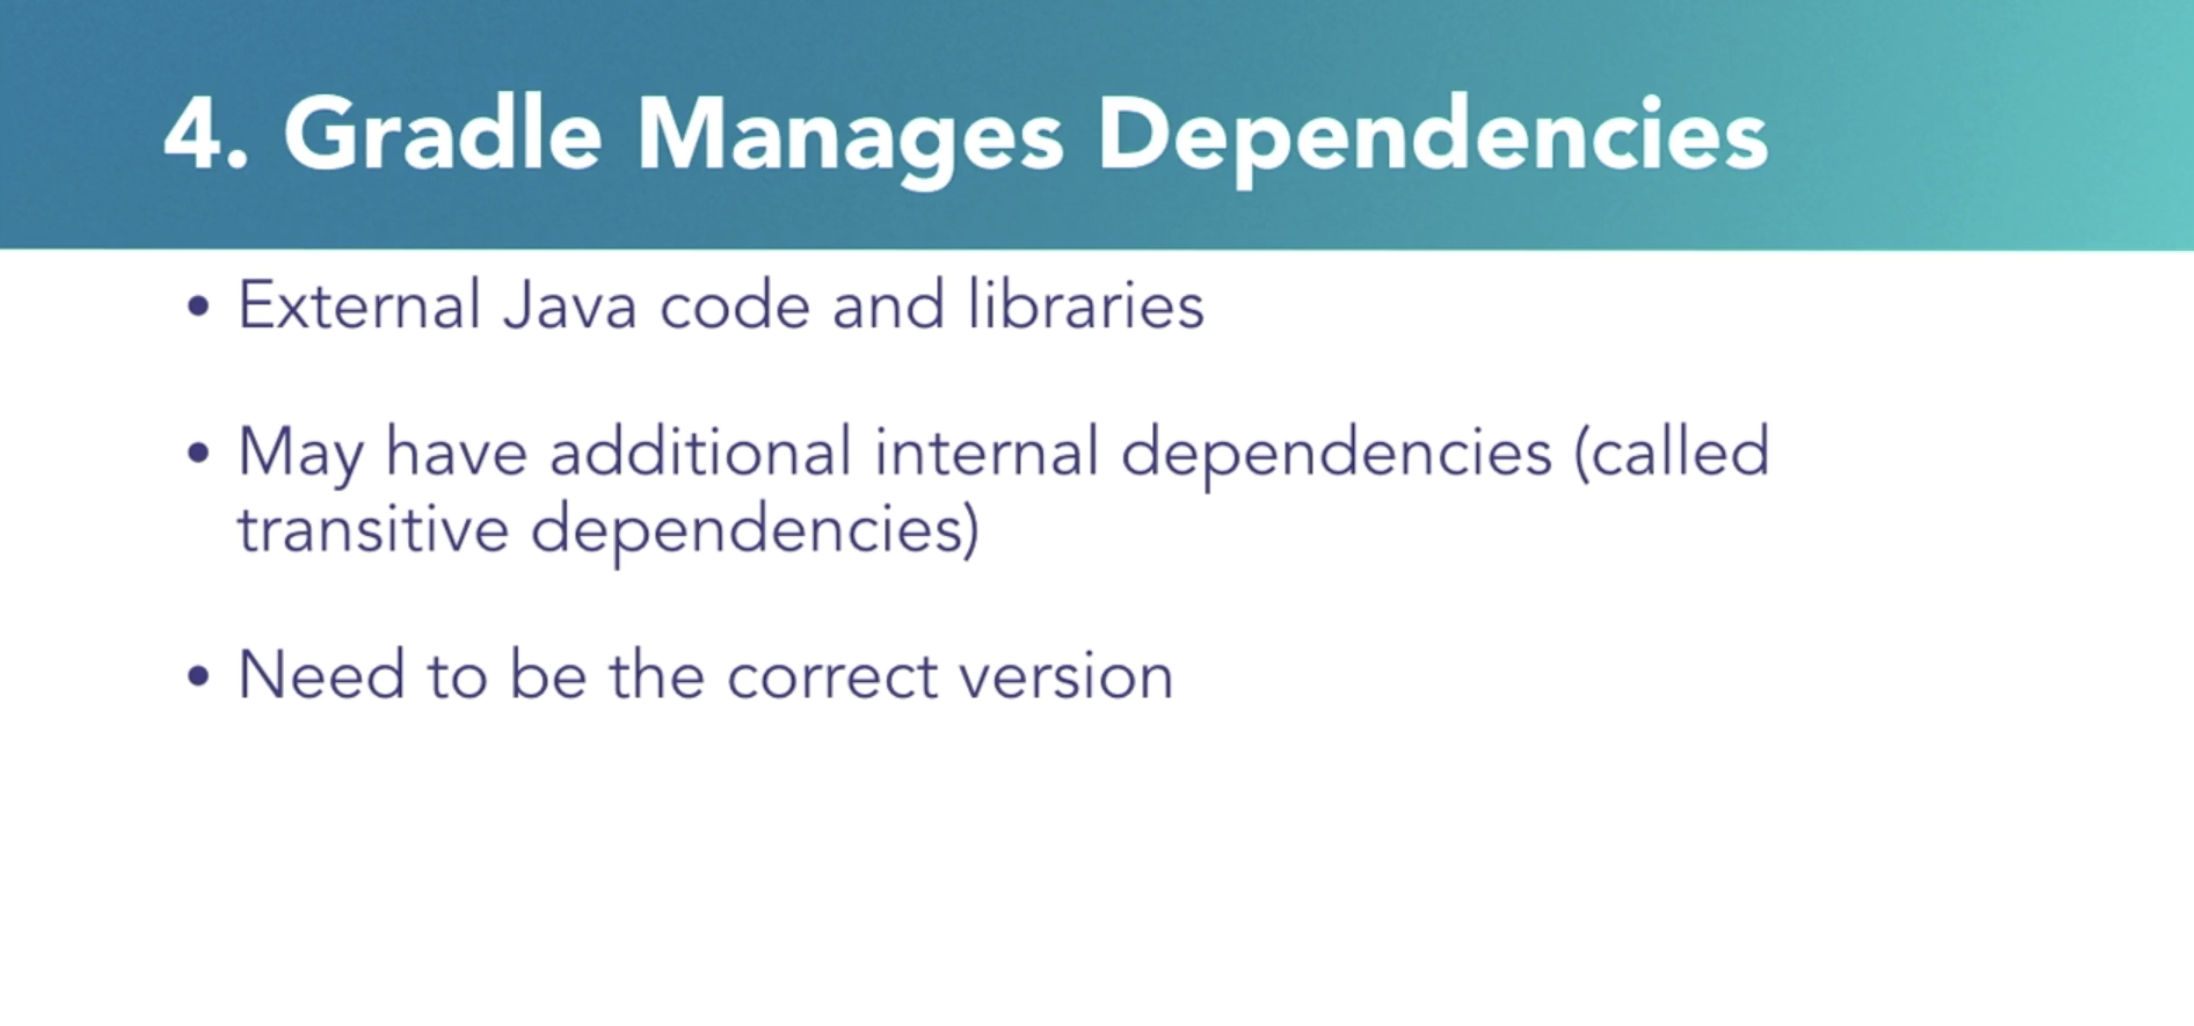 4. Gradle Manages Dependencies
• External Java code and libraries
• May have additional internal dependencies (called
transitive dependencies)
• Need to be the correct version